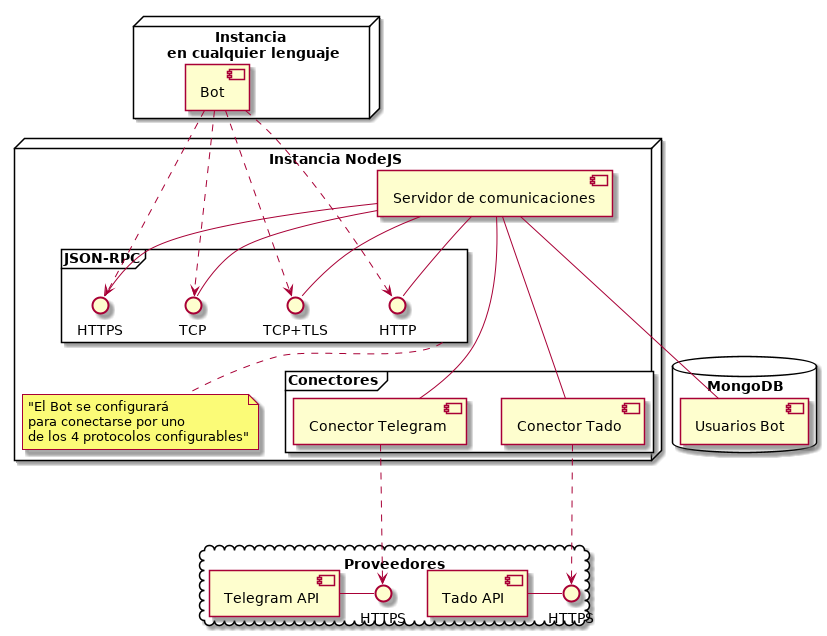 Instancia
en cualquier lenguaje
Bot
Instancia NodeJS
Servidor de comunicaciones
JSON-RPC
HTTPS
TCP
TCP+TLS
HTTP
Conectores
MongoDB
"El Bot se configurará
para conectarse por uno
de los 4 protocolos configurables"
Conector Telegram
Conector Tado
Usuarios Bot
Proveedores
Telegram API
HTTPS
Tado API
HTTPS